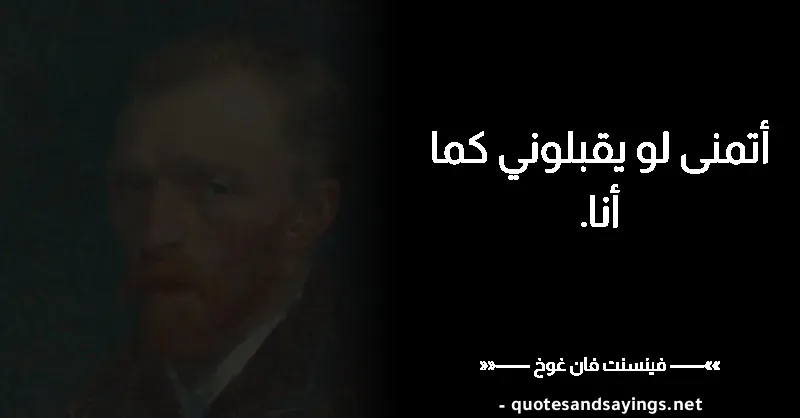 أتمنى لو يقبلوني كما
أنا.
«»—— فينسنت فان غوخ ——»»
- quotesandsayings.net